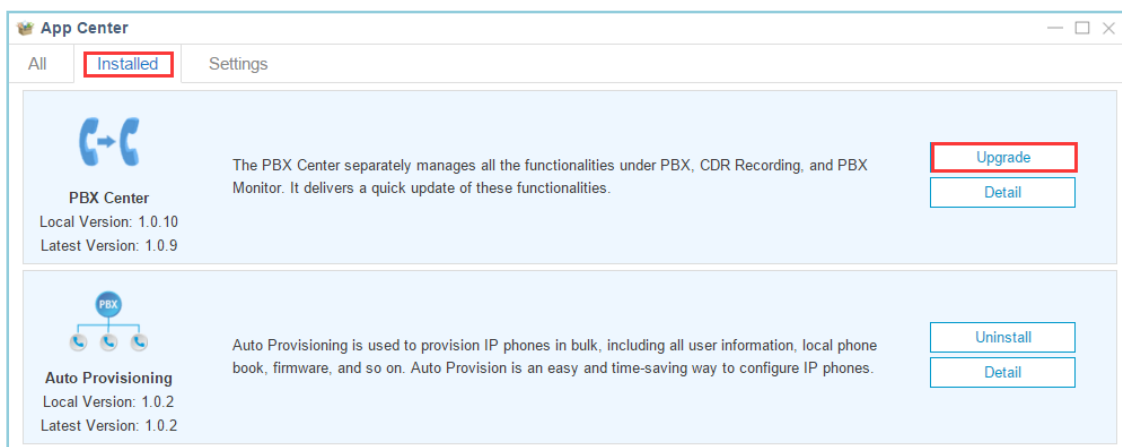 App Center
All Installed Settings
The PBX Center separately manages all the functionalities under PBX, CDR Recording, and PBX
Monitor. It delivers a quick update of these functionalities.
Upgrade
Detail
PBX Center
Local Version: 1.0.10
Latest Version: 1.0.9
PBX
Auto Provisioning is used to provision IP phones in bulk, including all user information, local phone
book, firmware, and so on. Auto Provision is an easy and time-saving way to configure IP phones.
Uninstall
Detail
Auto Provisioning
Local Version: 1.0.2
Latest Version: 1.0.2